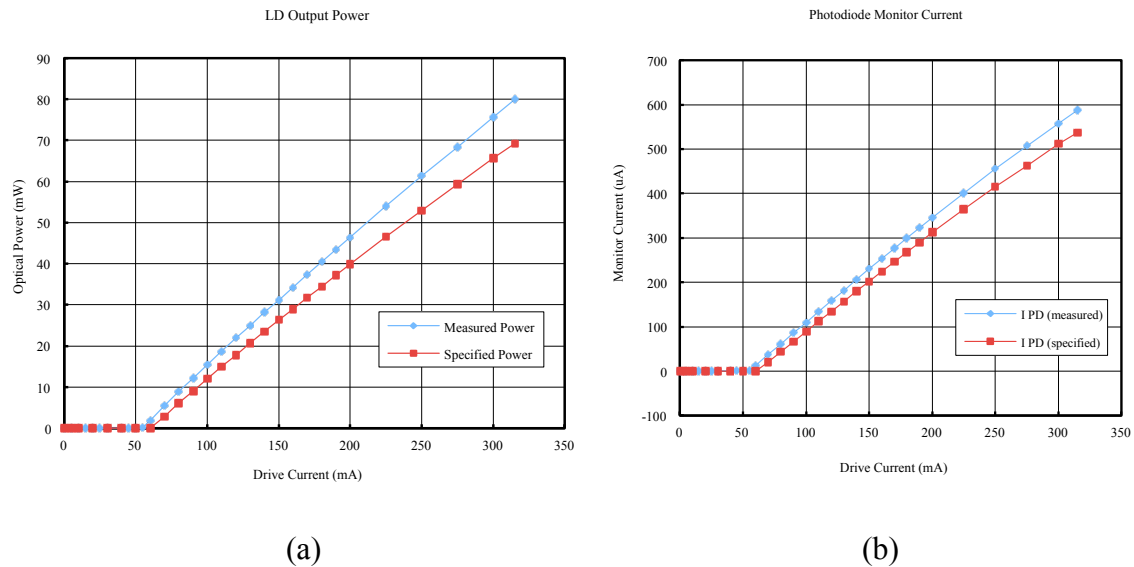 LD Output Power
90
80
70
60
50
40
30
20
10
0
0 50 100 150 200 250 300 350
Optical Power (mW)
Drive Current (mA)
Measured Power
Specified Power
(a)
Photodiode Monitor Current
700
600
500
400
300
200
100
0
-100
0 50 100 150 200 250 300 350
Monitor Current (uA)
Drive Current (mA)
I PD (measured)
I PD (specified)
(b)